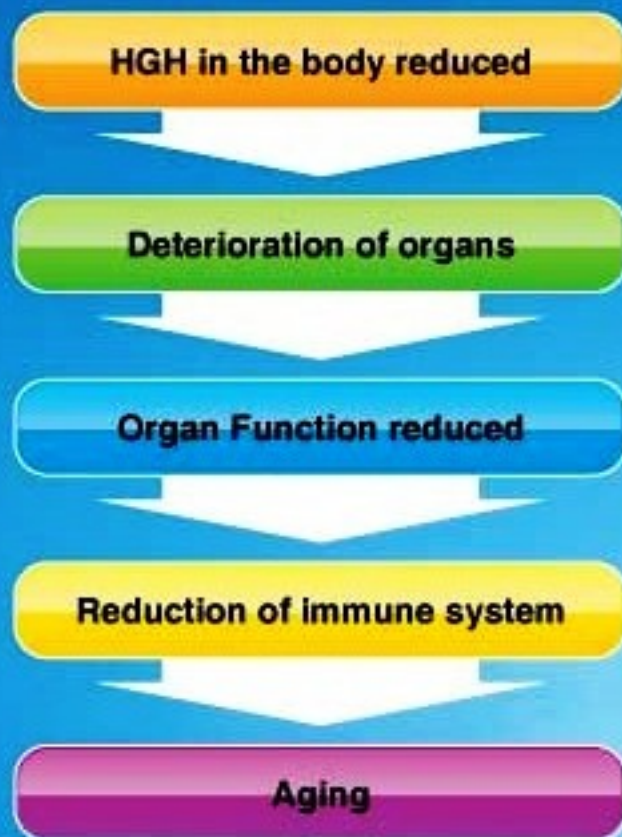 HGH in the body reduced
Deterioration of organs
Organ Function reduced
Reduction of immune system
Aging